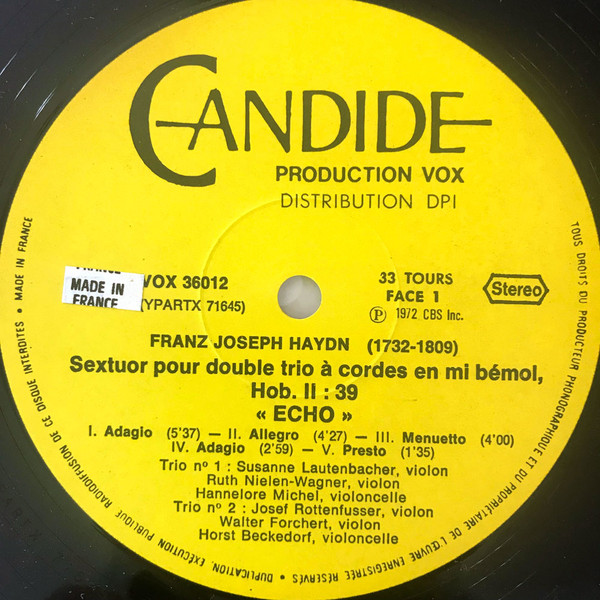 CANDIDE
PRODUCTION VOX
DISTRIBUTION DPI
VOX 36012
MADE IN
FRANCE
(YPARTX 71645)
33 TOURS
FACE 1
℗ 1972 CBS Inc.
Stereo
FRANZ JOSEPH HAYDN (1732-1809)
Sextuor pour double trio à cordes en mi bémol,
Hob. II : 39
« ECHO »
I. Adagio (5'37) — II. Allegro (4'27) — III. Menuetto (4'00)
IV. Adagio (2'59) - V. Presto (1'35)
Trio nº 1 : Susanne Lautenbacher, violon
Ruth Nielen-Wagner, violon
Hannelore Michel, violoncelle
Trio nº 2 : Josef Rottenfusser, violon
Walter Forchert, violon
Horst Beckedorf, violoncelle
TOUS DROITS DU PRODUCTEUR PHONOGRAPHIQUE ET DU PROPRIÉTAIRE DE L'ŒUVRE ENREGISTRÉE RÉSERVÉS • DUPLICATION, EXÉCUTION PUBLIQUE RADIODIFFUSION DE CE DISQUE INTERDITES • MADE IN FRANCE